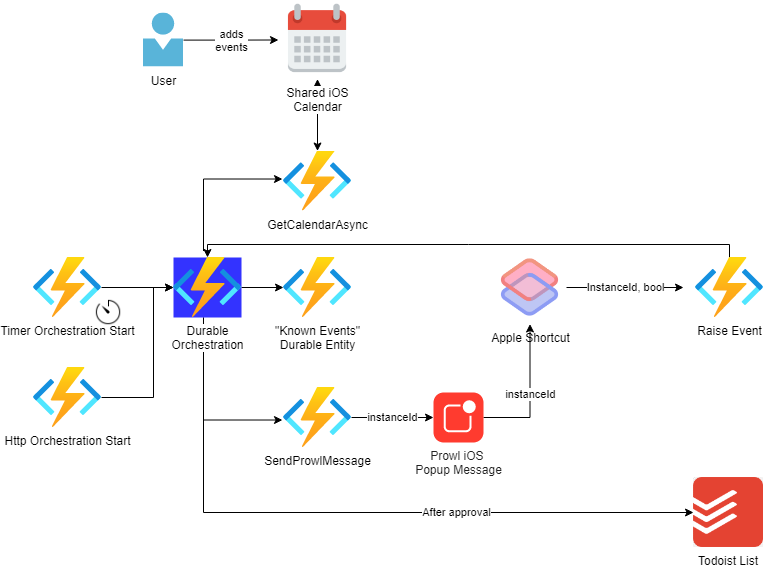 adds
events
User
Shared iOS
Calendar
GetCalendarAsync
Timer Orchestration Start
Durable
Orchestration
"Known Events"
Durable Entity
Apple Shortcut
InstanceId, bool
Raise Event
Http Orchestration Start
SendProwlMessage
instanceId
Prowl iOS
Popup Message
instanceId
After approval
Todoist List